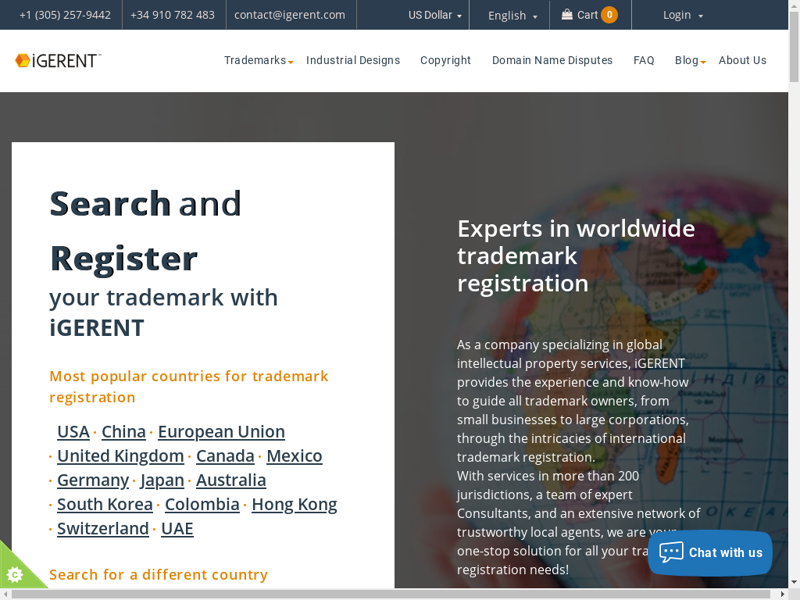 +1 (305) 257-9442 +34 910 782 483 contact@igerent.com US Dollar English Cart 0 Login
iGERENT™ Trademarks Industrial Designs Copyright Domain Name Disputes FAQ Blog About Us
Search and
Register
your trademark with
iGERENT
Most popular countries for trademark
registration
USA · China · European Union
· United Kingdom · Canada · Mexico
· Germany · Japan · Australia
· South Korea · Colombia · Hong Kong
· Switzerland · UAE
Search for a different country
Experts in worldwide
trademark
registration
As a company specializing in global
intellectual property services, iGERENT
provides the experience and know-how
to guide all trademark owners, from
small businesses to large corporations,
through the intricacies of international
trademark registration.
With services in more than 200
jurisdictions, a team of expert
Consultants, and an extensive network of
trustworthy local agents, we are your
one-stop solution for all your
registration needs!
Chat with us